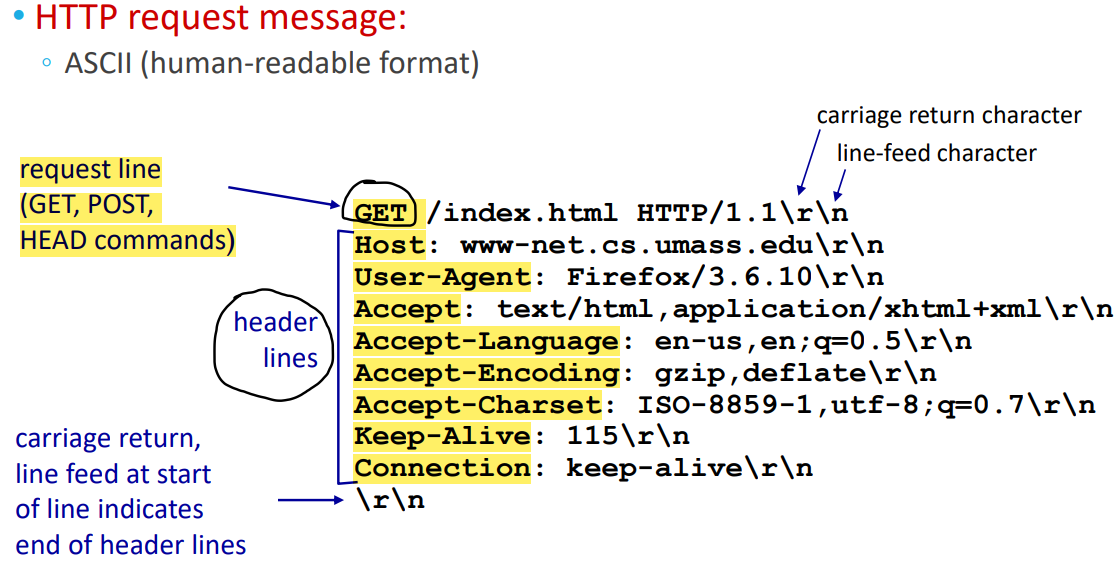 • HTTP request message:
◦ ASCII (human-readable format)
carriage return character
line-feed character
request line
(GET, POST,
HEAD commands)
GET /index.html HTTP/1.1\r\n
Host: www-net.cs.umass.edu\r\n
User-Agent: Firefox/3.6.10\r\n
Accept: text/html,application/xhtml+xml\r\n
header
lines
Accept-Language: en-us,en;q=0.5\r\n
Accept-Encoding: gzip,deflate\r\n
Accept-Charset: ISO-8859-1,utf-8;q=0.7\r\n
Keep-Alive: 115\r\n
Connection: keep-alive\r\n
\r\n
carriage return,
line feed at start
of line indicates
end of header lines